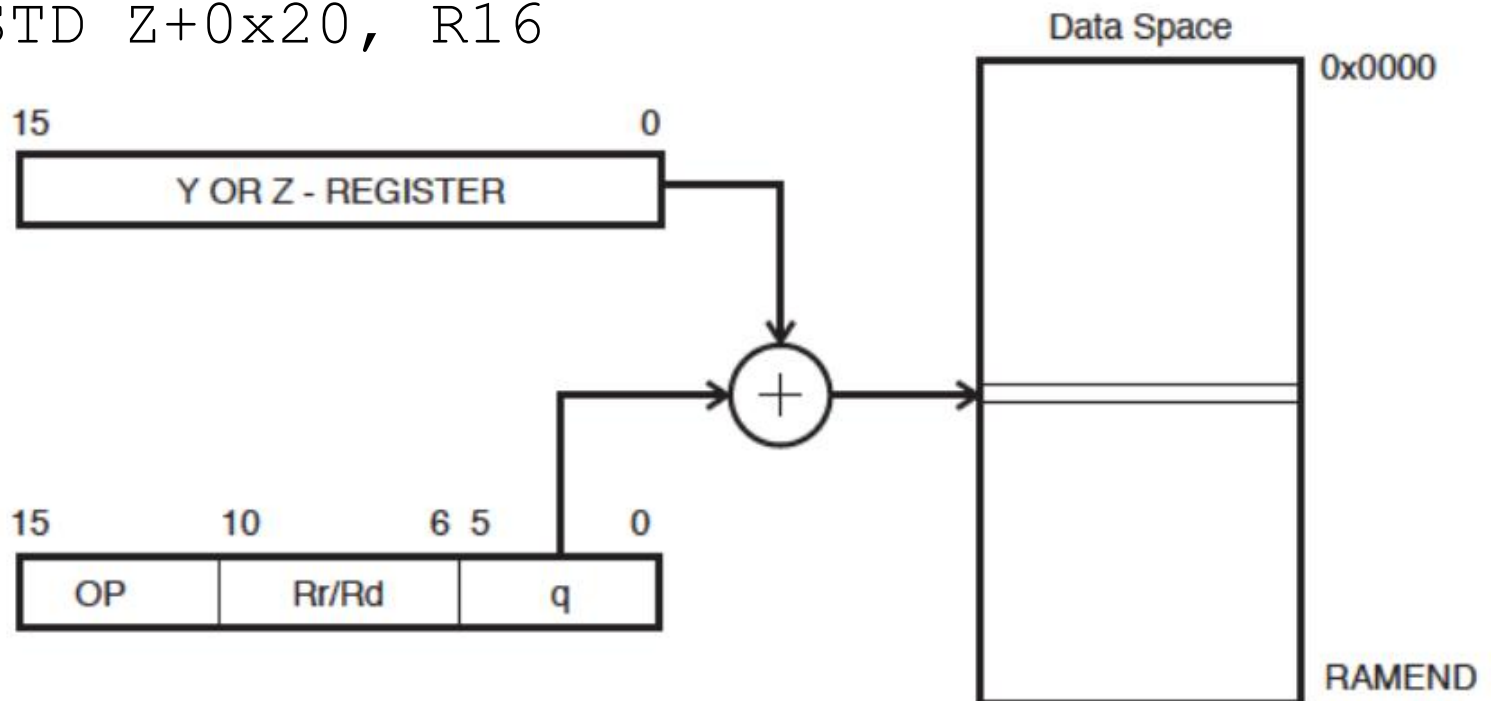 STD Z+0x20, R16
Data Space
0x0000
15 0
Y OR Z - REGISTER
15 10 6 5 0
OP Rr/Rd q
RAMEND